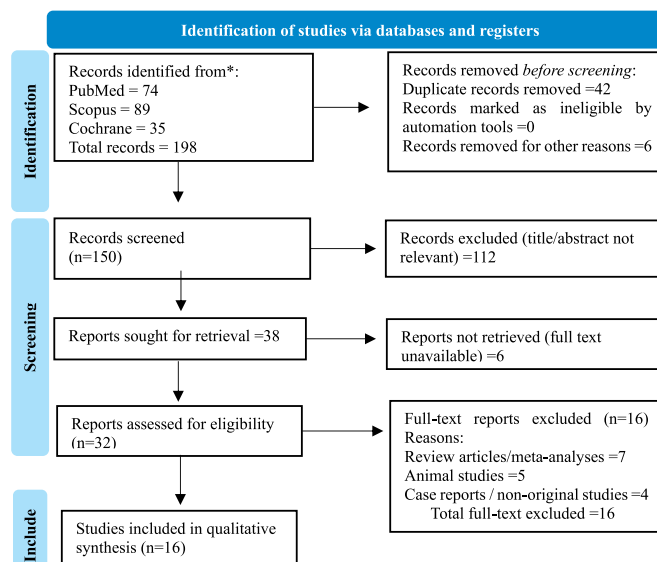 Identification of studies via databases and registers
Identification
Records identified from*:
PubMed = 74
Scopus = 89
Cochrane = 35
Total records = 198
Records removed before screening:
Duplicate records removed =42
Records marked as ineligible by
automation tools =0
Records removed for other reasons =6
Screening
Records screened
(n=150)
Records excluded (title/abstract not
relevant) =112
Reports sought for retrieval =38
Reports not retrieved (full text
unavailable) =6
Reports assessed for eligibility
(n=32)
Full-text reports excluded (n=16)
Reasons:
Review articles/meta-analyses =7
Animal studies =5
Case reports / non-original studies =4
Total full-text excluded =16
Include
Studies included in qualitative
synthesis (n=16)